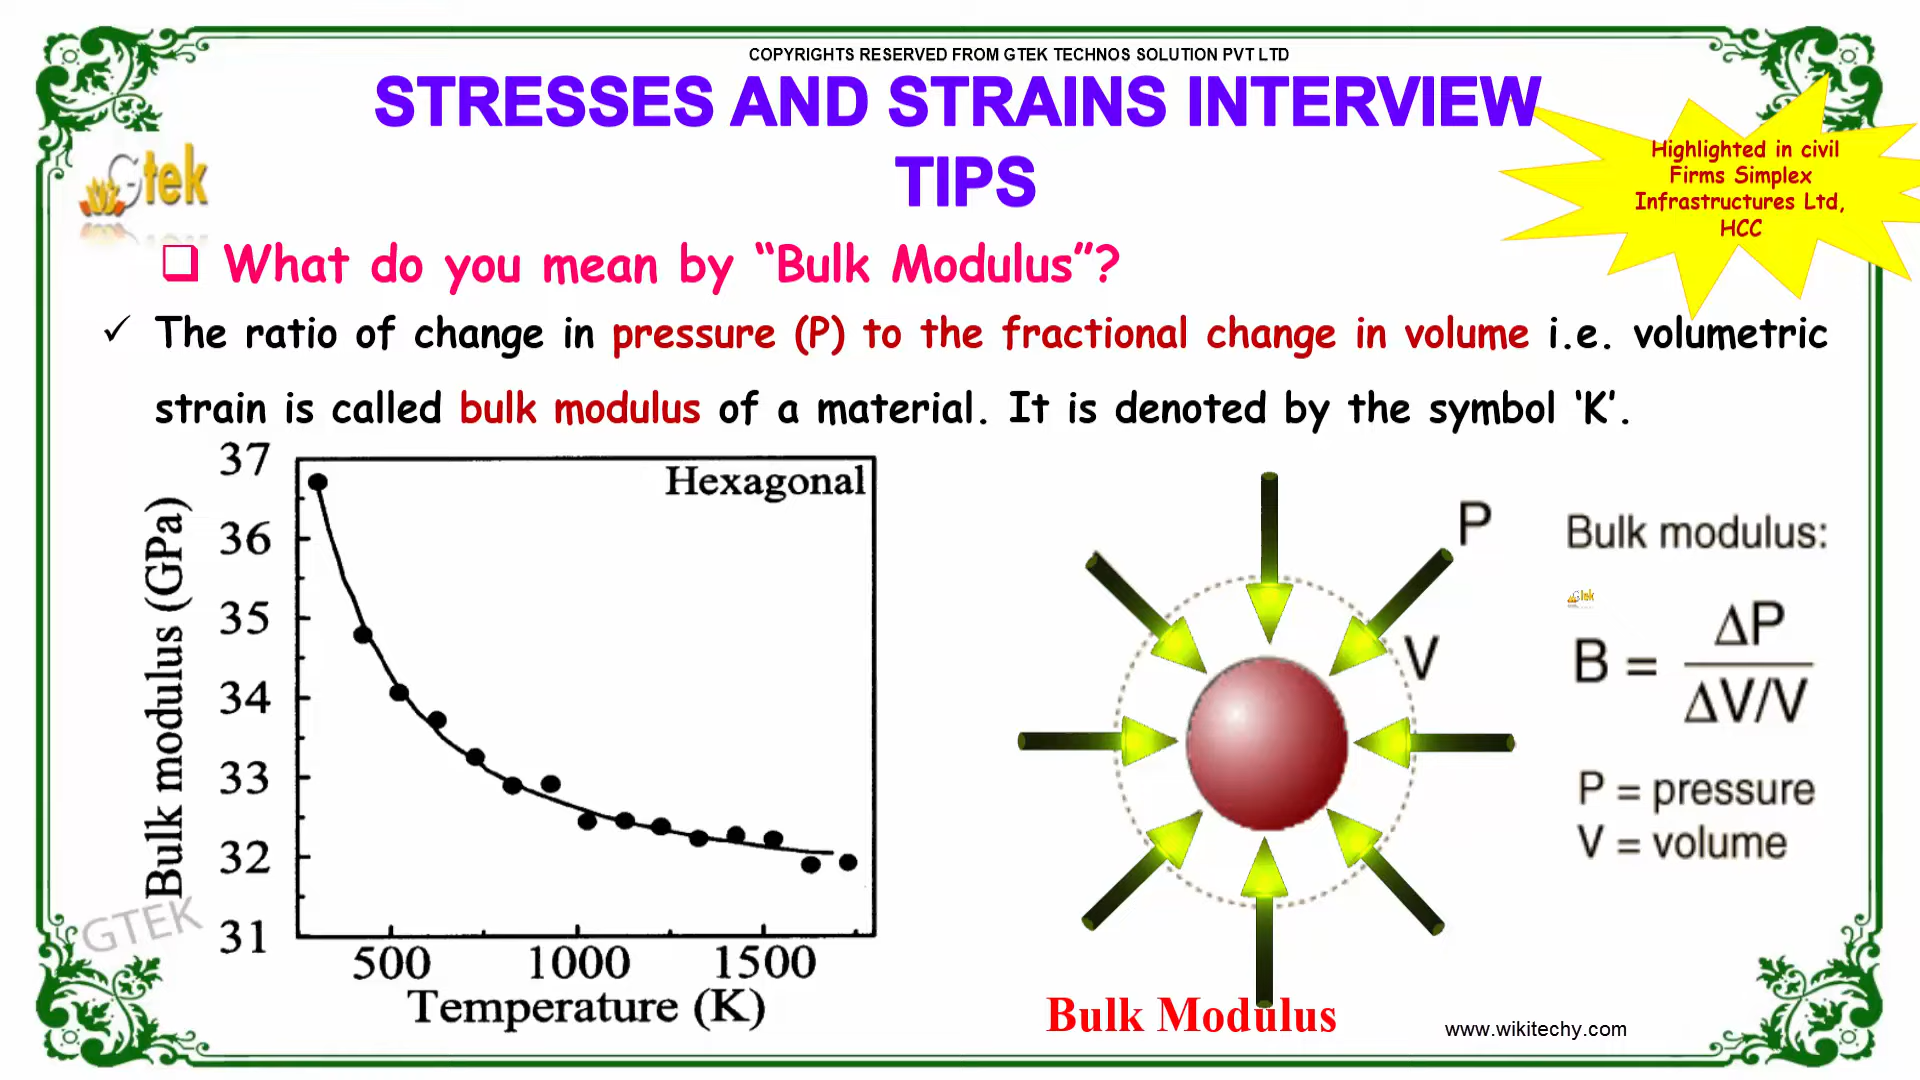 COPYRIGHTS RESERVED FROM GTEK TECHNOS SOLUTION PVT LTD
STRESSES AND STRAINS INTERVIEW
TIPS
Highlighted in civil
Firms Simplex
Infrastructures Ltd,
HCC
Gtek
What do you mean by “Bulk Modulus”?
The ratio of change in pressure (P) to the fractional change in volume i.e. volumetric
strain is called bulk modulus of a material. It is denoted by the symbol ‘K’.
Hexagonal
Bulk modulus (GPa)
37
36
35
34
33
32
31
500 1000 1500
Temperature (K)
GTEK
P
V
Bulk Modulus
Bulk modulus:
Gtek
B = ΔP
ΔV/V
P = pressure
V = volume
www.wikitechy.com